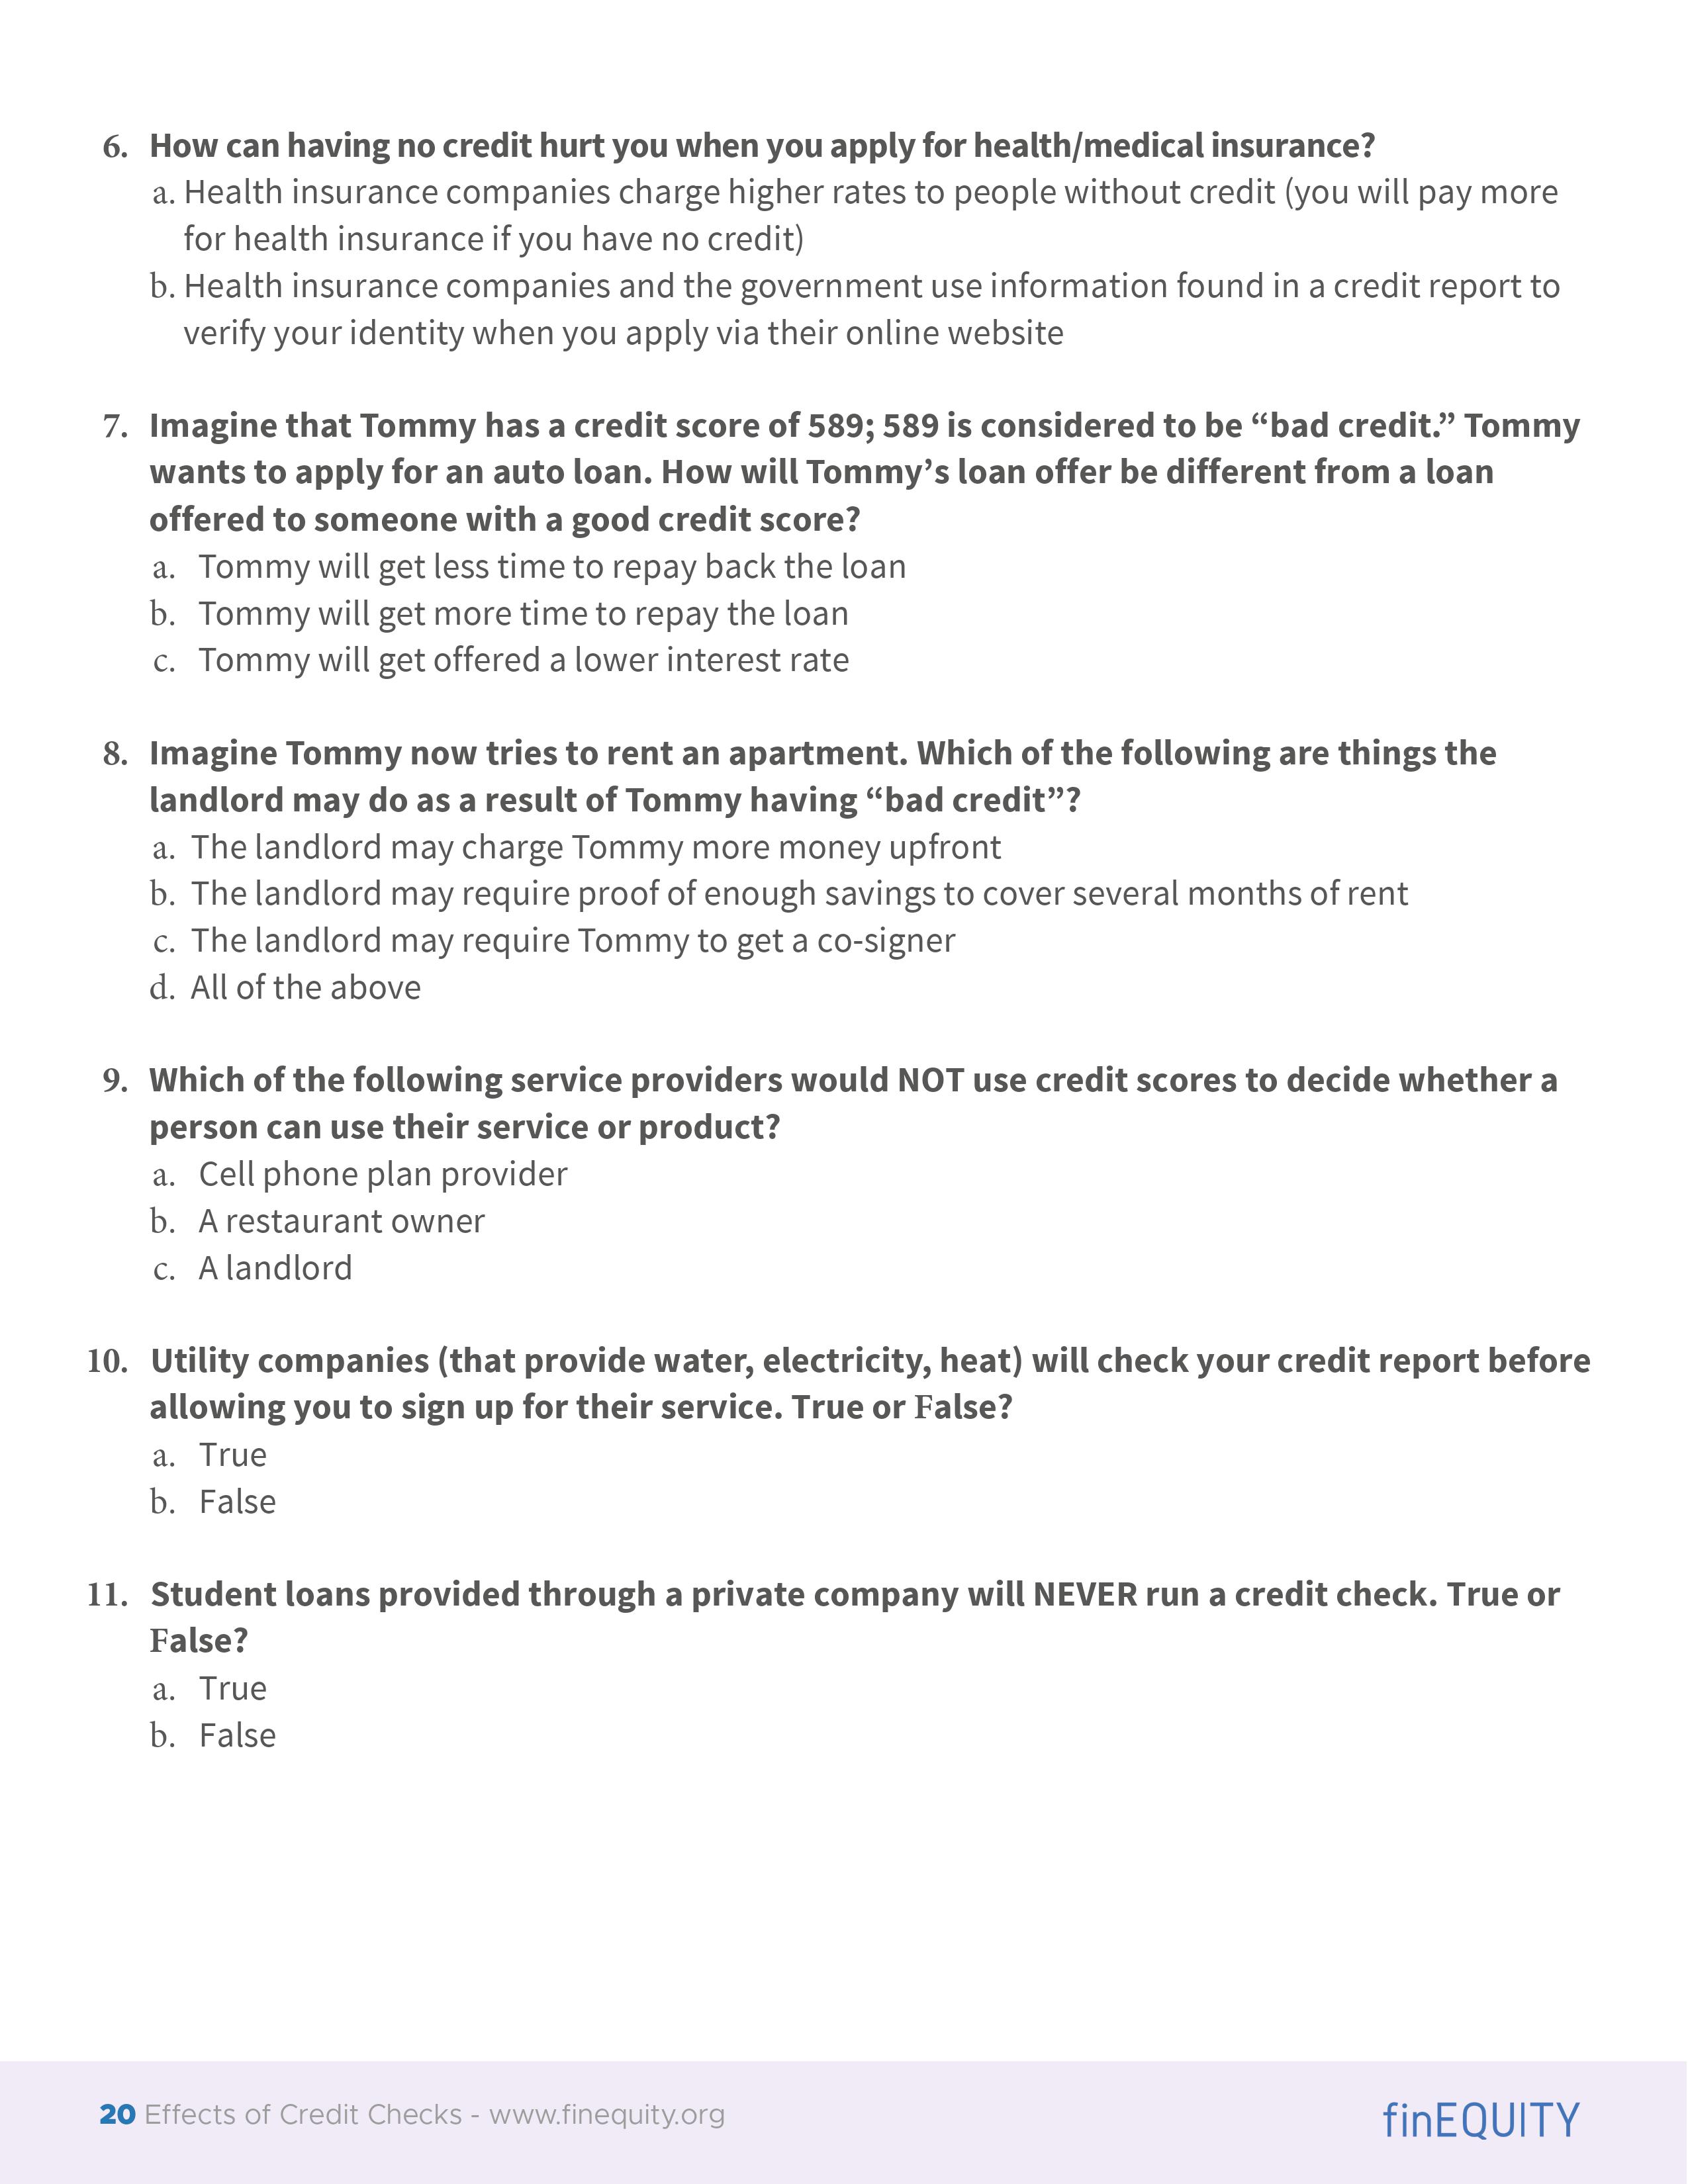 6. How can having no credit hurt you when you apply for health/medical insurance?
a. Health insurance companies charge higher rates to people without credit (you will pay more
for health insurance if you have no credit)
b. Health insurance companies and the government use information found in a credit report to
verify your identity when you apply via their online website
7. Imagine that Tommy has a credit score of 589; 589 is considered to be “bad credit.” Tommy
wants to apply for an auto loan. How will Tommy’s loan offer be different from a loan
offered to someone with a good credit score?
a. Tommy will get less time to repay back the loan
b. Tommy will get more time to repay the loan
c. Tommy will get offered a lower interest rate
8. Imagine Tommy now tries to rent an apartment. Which of the following are things the
landlord may do as a result of Tommy having “bad credit”?
a. The landlord may charge Tommy more money upfront
b. The landlord may require proof of enough savings to cover several months of rent
c. The landlord may require Tommy to get a co-signer
d. All of the above
9. Which of the following service providers would NOT use credit scores to decide whether a
person can use their service or product?
a. Cell phone plan provider
b. A restaurant owner
c. A landlord
10. Utility companies (that provide water, electricity, heat) will check your credit report before
allowing you to sign up for their service. True or False?
a. True
b. False
11. Student loans provided through a private company will NEVER run a credit check. True or
False?
a. True
b. False
20 Effects of Credit Checks - www.finequity.org
finEQUITY